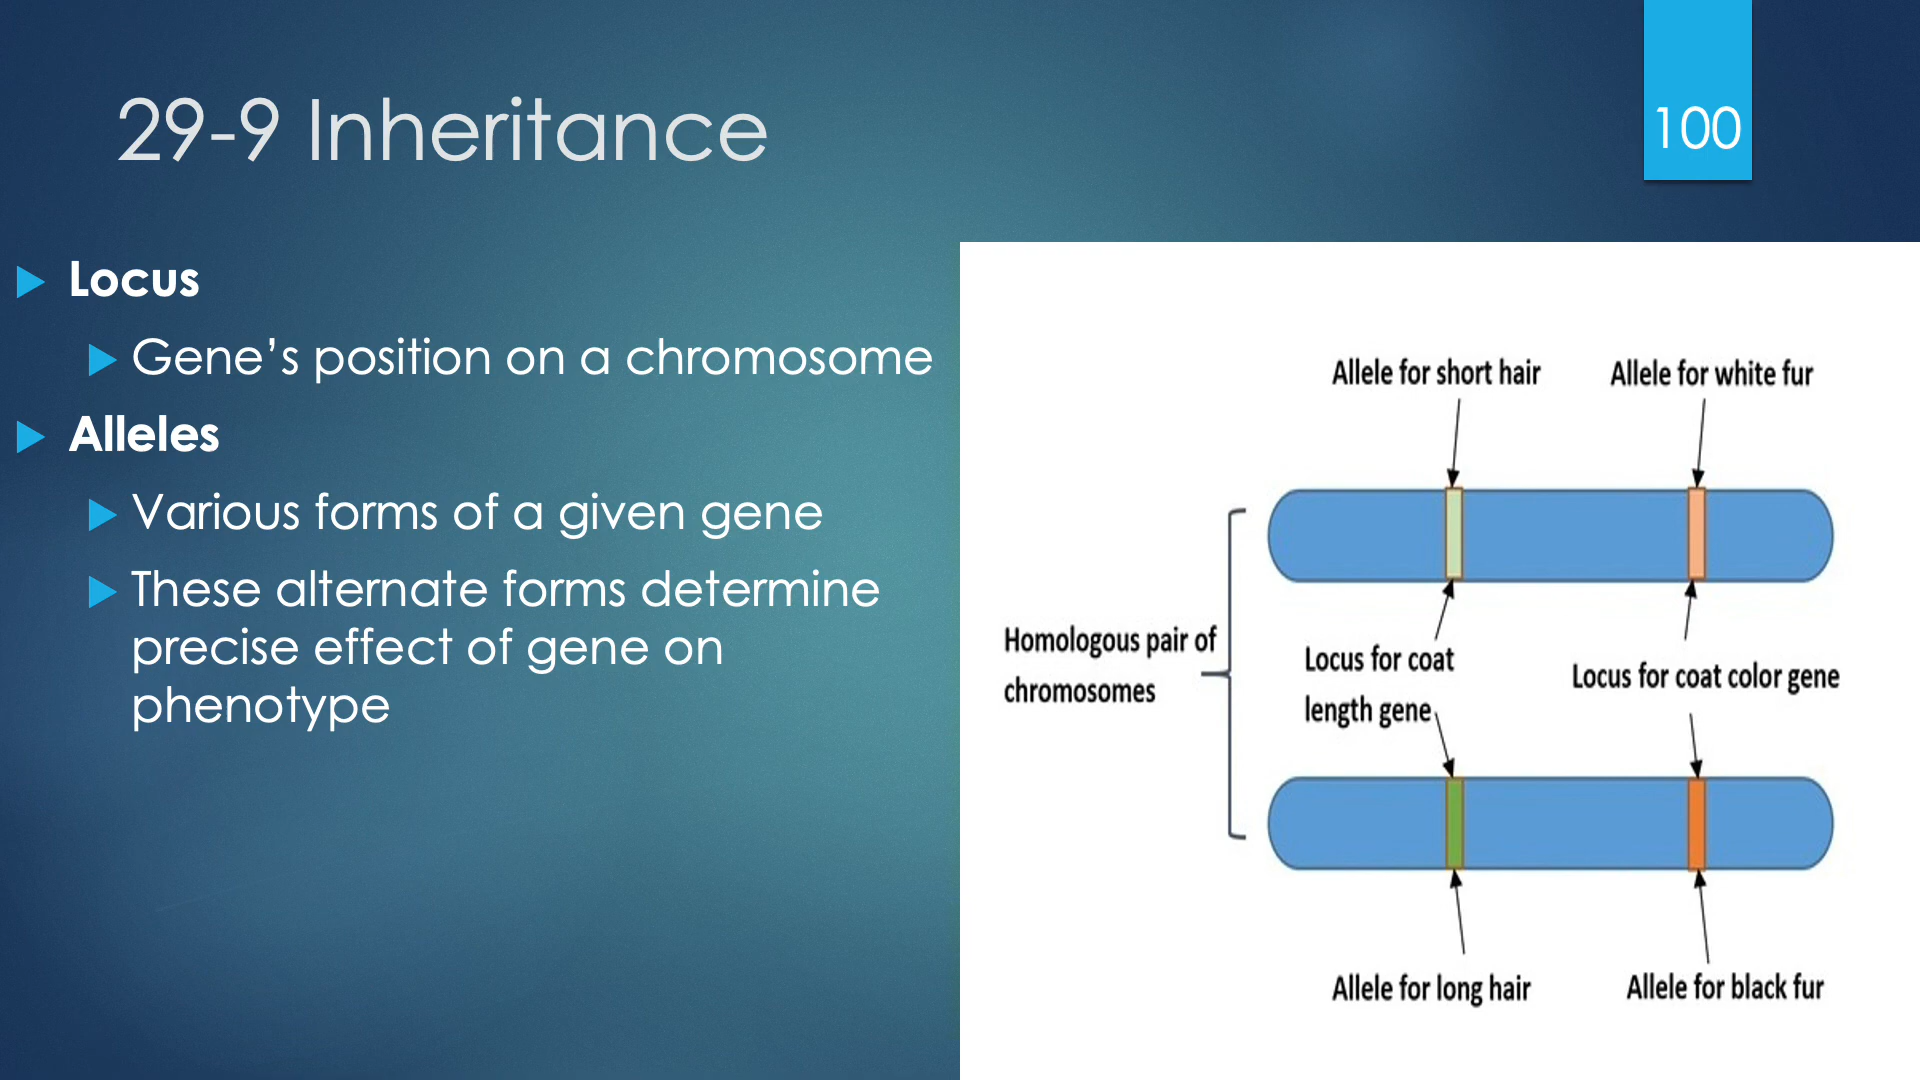 29-9 Inheritance
100
Locus
Gene’s position on a chromosome
Alleles
Various forms of a given gene
These alternate forms determine
precise effect of gene on
phenotype
Allele for short hair
Allele for white fur
Homologous pair of
chromosomes
Locus for coat
length gene
Locus for coat color gene
Allele for long hair
Allele for black fur